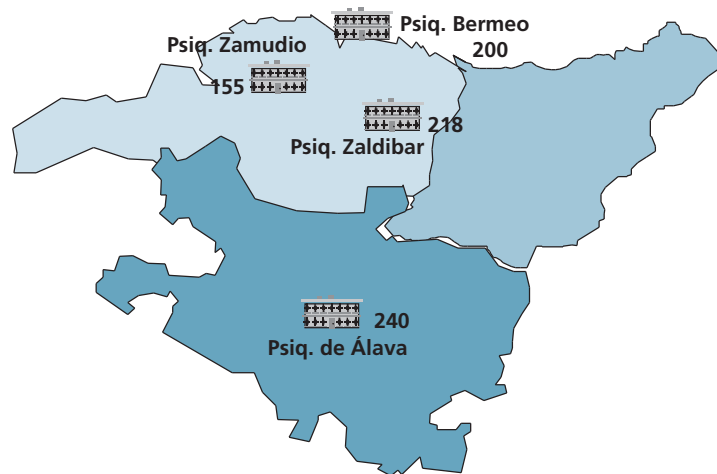 Psiq. Bermeo
200
Psiq. Zamudio
155
218
Psiq. Zaldibar
240
Psiq. de Álava